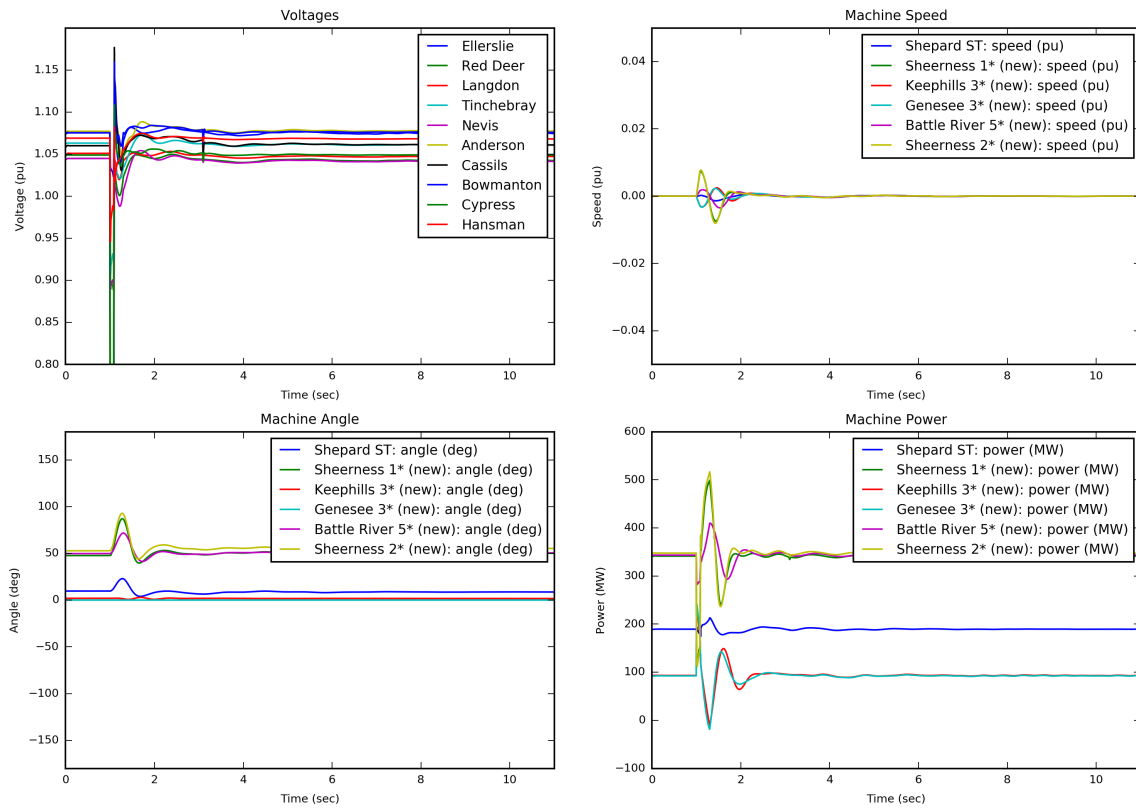 Voltages
1.15
1.10
1.05
1.00
0.95
0.90
0.85
0.80
Voltage (pu)
0 2 4 6 8 10
Time (sec)
Ellerslie
Red Deer
Langdon
Tinchebray
Nevis
Anderson
Cassils
Bowmanton
Cypress
Hansman
Machine Speed
0.04
0.02
0.00
−0.02
−0.04
Speed (pu)
0 2 4 6 8 10
Time (sec)
Shepard ST: speed (pu)
Sheerness 1* (new): speed (pu)
Keephills 3* (new): speed (pu)
Genesee 3* (new): speed (pu)
Battle River 5* (new): speed (pu)
Sheerness 2* (new): speed (pu)
Machine Angle
150
100
50
0
−50
−100
−150
Angle (deg)
0 2 4 6 8 10
Time (sec)
Shepard ST: angle (deg)
Sheerness 1* (new): angle (deg)
Keephills 3* (new): angle (deg)
Genesee 3* (new): angle (deg)
Battle River 5* (new): angle (deg)
Sheerness 2* (new): angle (deg)
Machine Power
600
500
400
300
200
100
0
−100
Power (MW)
0 2 4 6 8 10
Time (sec)
Shepard ST: power (MW)
Sheerness 1* (new): power (MW)
Keephills 3* (new): power (MW)
Genesee 3* (new): power (MW)
Battle River 5* (new): power (MW)
Sheerness 2* (new): power (MW)